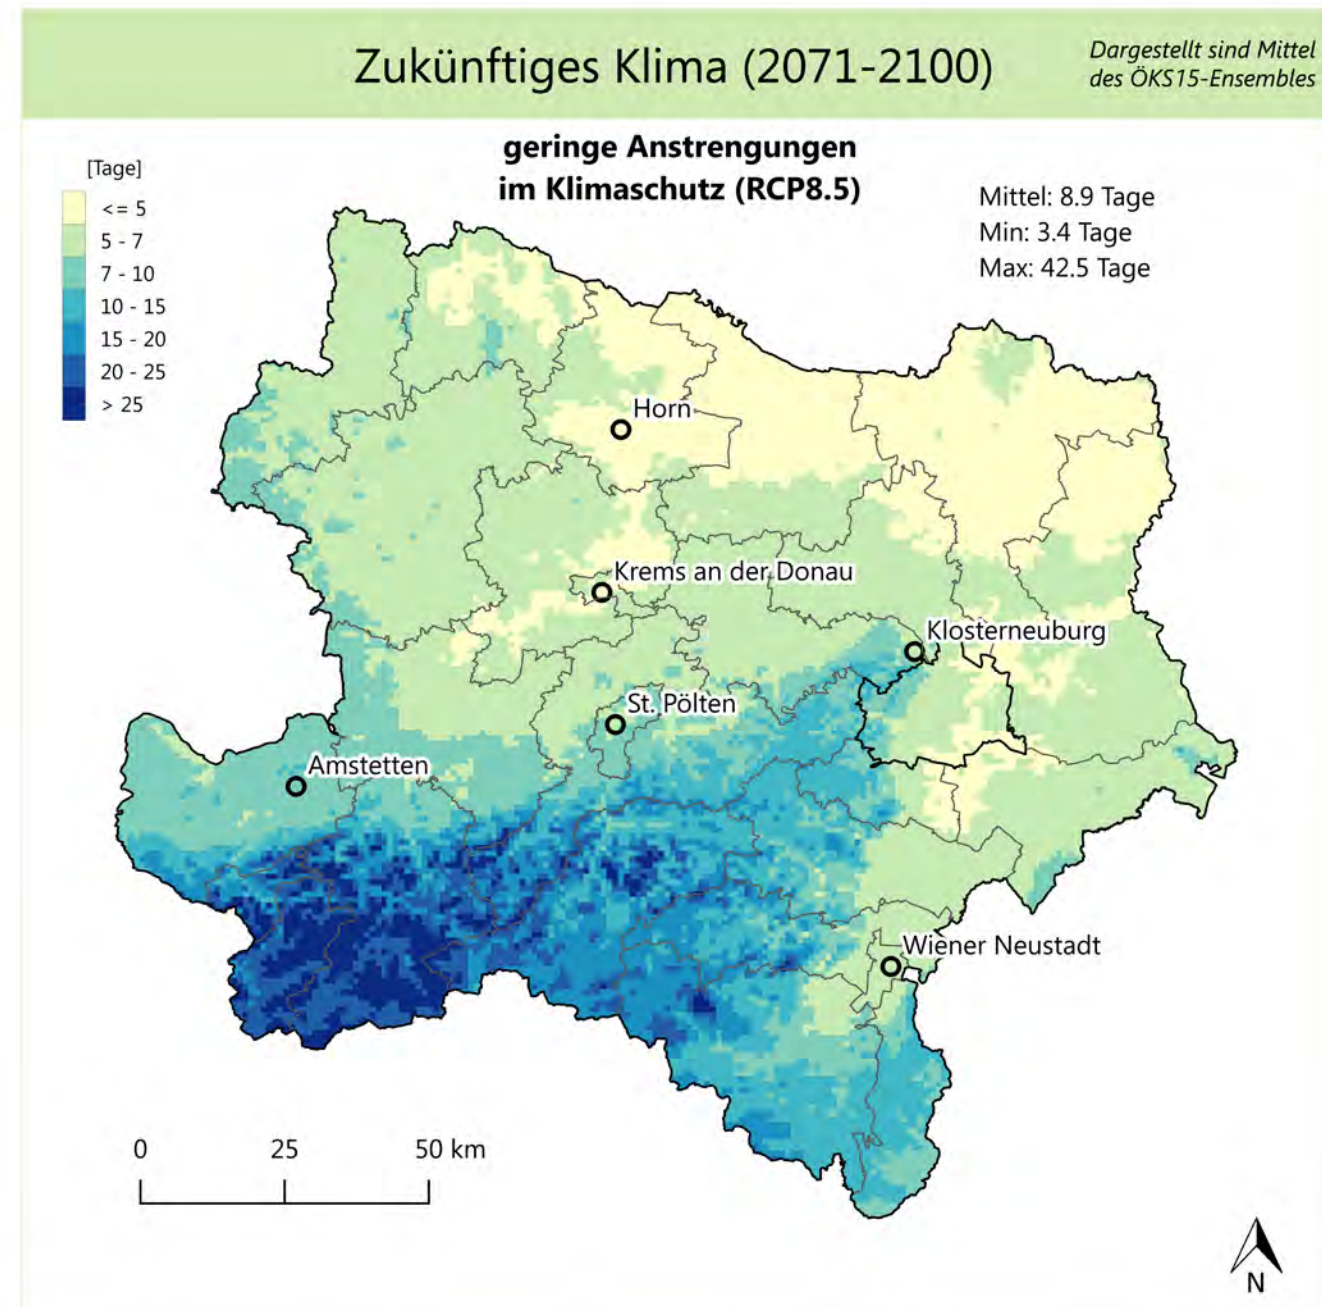 Zukünftiges Klima (2071-2100)
Dargestellt sind Mittel
des ÖKS15-Ensembles
geringe Anstrengungen
im Klimaschutz (RCP8.5)
[Tage]
<= 5
5 - 7
7 - 10
10 - 15
15 - 20
20 - 25
> 25
Mittel: 8.9 Tage
Min: 3.4 Tage
Max: 42.5 Tage
Horn
Krems an der Donau
Klosterneuburg
St. Pölten
Amstetten
Wiener Neustadt
0 25 50 km
N